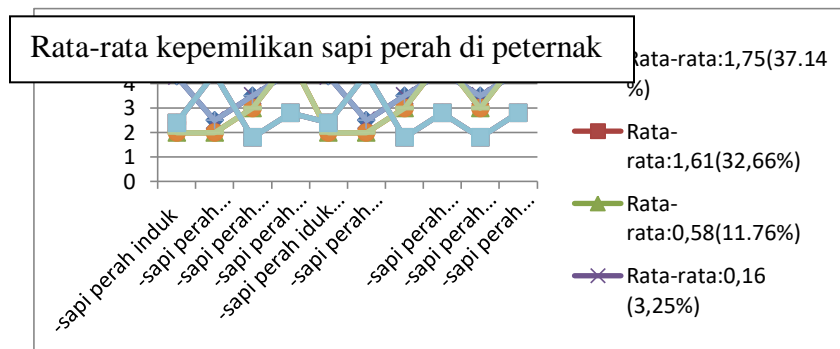 Rata-rata kepemilikan sapi perah di peternak
4
3
2
1
0
-sapi perah induk
-sapi perah…
-sapi perah…
-sapi perah…
-sapi perah iduk…
-sapi perah…
-sapi perah…
-sapi perah…
-sapi perah…
Rata-rata:1,75(37.14
%)
Rata-
rata:1,61(32,66%)
Rata-
rata:0,58(11.76%)
Rata-rata:0,16
(3,25%)